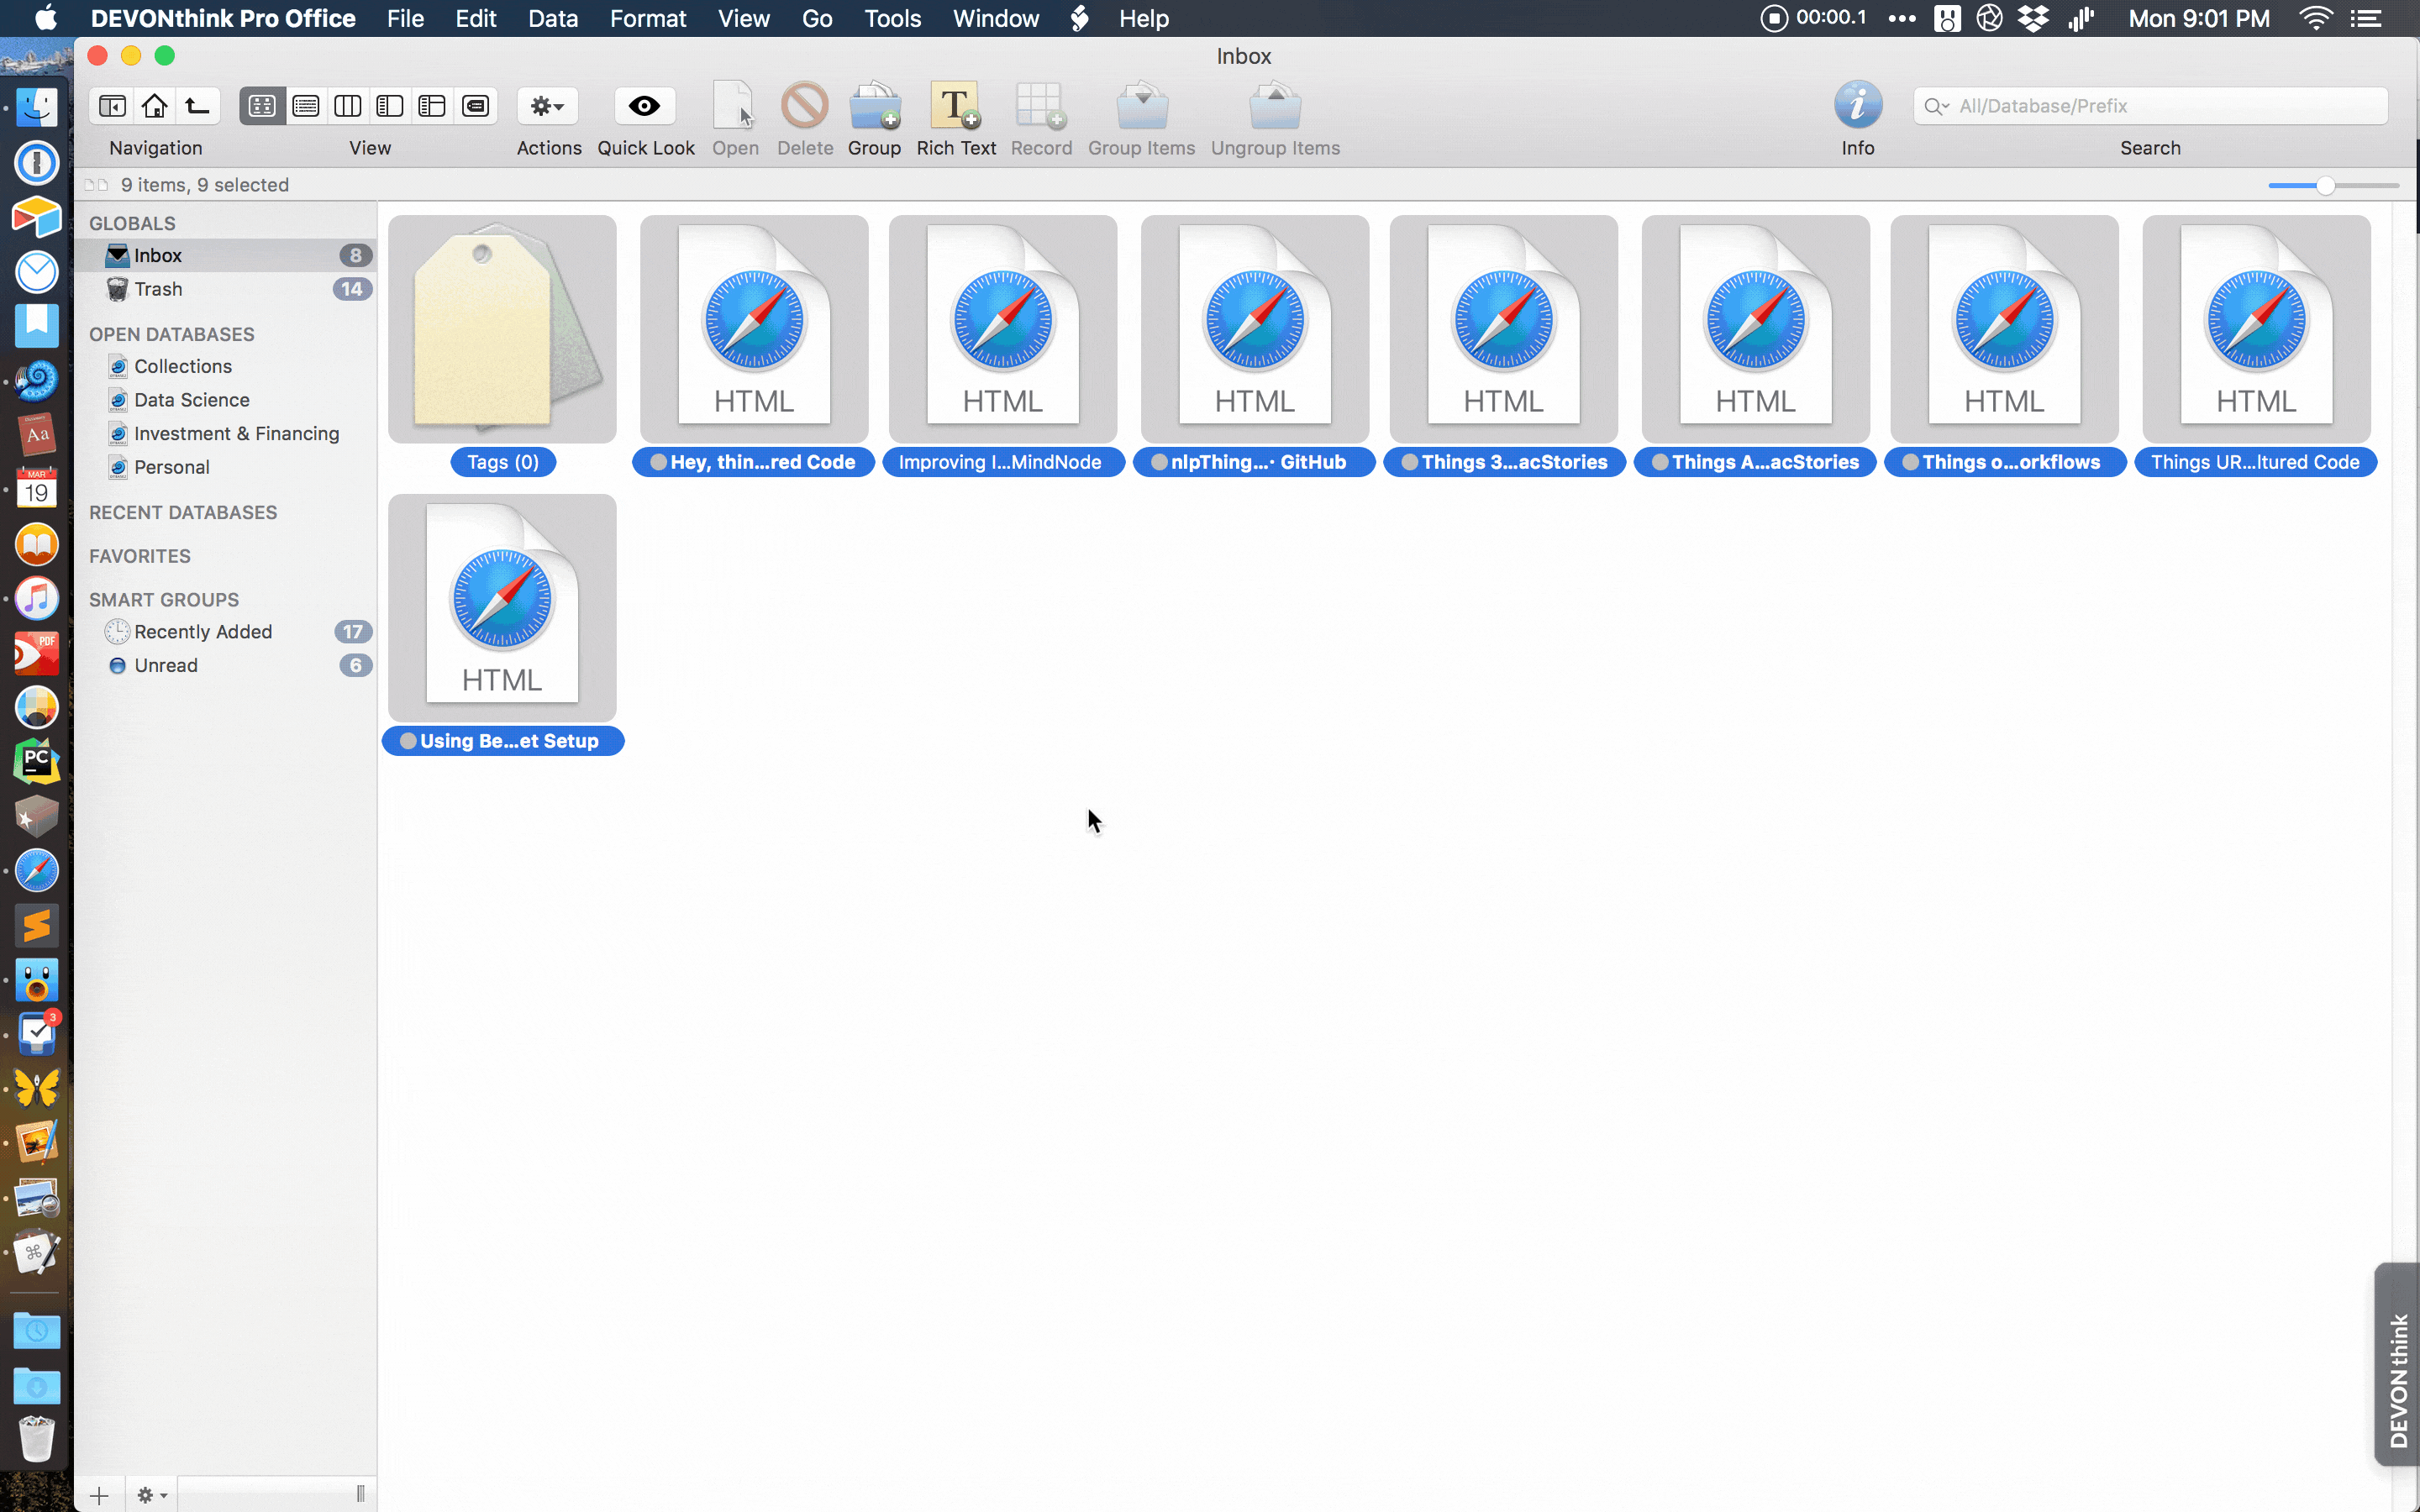 DEVONthink Pro Office File Edit Data Format View Go Tools Window Help 00:00.1 Mon 9:01 PM
Inbox
All/Database/Prefix
Navigation View Actions Quick Look Open Delete Group Rich Text Record Group Items Ungroup Items Info Search
9 items, 9 selected
GLOBALS
Inbox 8
Trash 14
OPEN DATABASES
Collections
Data Science
Investment & Financing
Personal
RECENT DATABASES
FAVORITES
SMART GROUPS
Recently Added 17
Unread 6
HTML HTML HTML HTML HTML HTML HTML
Tags (0) Hey, thin...red Code Improving I...MindNode nlpThing...· GitHub Things 3...acStories Things A...acStories Things o...orkflows Things UR...ltured Code
HTML
Using Be...et Setup
Aa
MAR
19
PDF
PC
3
DEVONthink